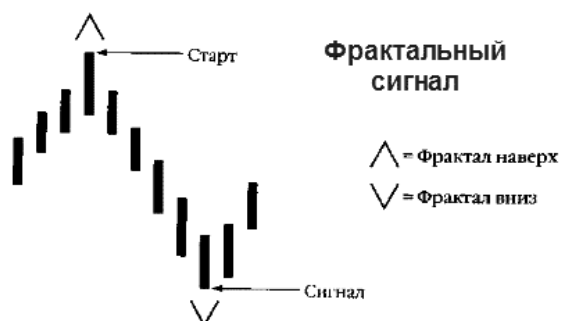 Старт
Фрактальный
сигнал
= Фрактал наверх
= Фрактал вниз
Сигнал